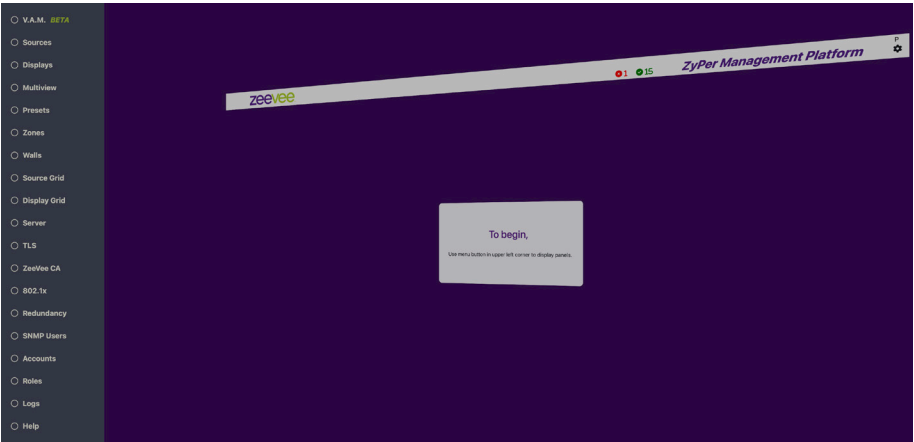 V.A.M. BETA
Sources
Displays
Multiview
Presets
Zones
Walls
Source Grid
Display Grid
Server
TLS
ZeeVee CA
802.1x
Redundancy
SNMP Users
Accounts
Roles
Logs
Help
zeevee
1 15
ZyPer Management Platform
P
To begin,
Use menu button in upper left corner to display panels.